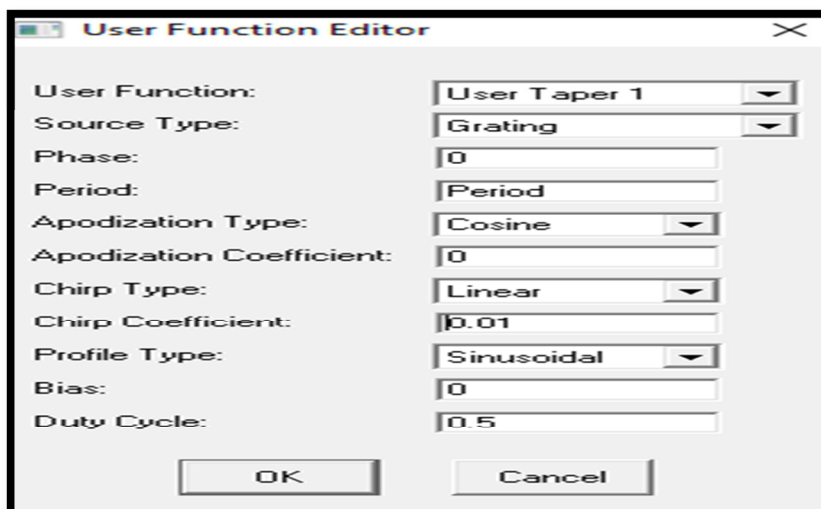 User Function Editor
User Function: User Taper 1
Source Type: Grating
Phase: 0
Period: Period
Apodization Type: Cosine
Apodization Coefficient: 0
Chirp Type: Linear
Chirp Coefficient: 0.01
Profile Type: Sinusoidal
Bias: 0
Duty Cycle: 0.5
OK Cancel